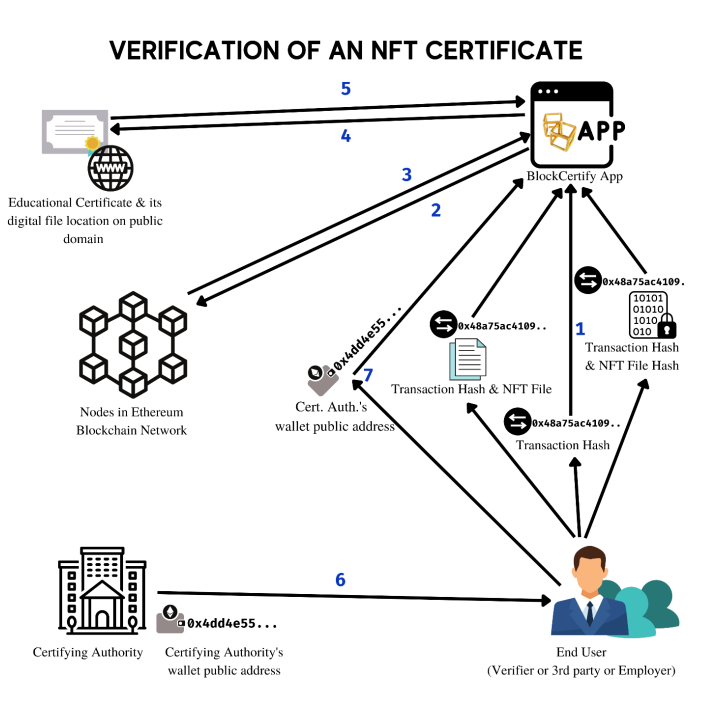 VERIFICATION OF AN NFT CERTIFICATE
5
4
APP
BlockCertify App
WWW
Educational Certificate & its
digital file location on public
domain
3
2
0x48a75ac4109.
10101
01010
1010
010
Transaction Hash
& NFT File Hash
1
0x48a75ac4109..
Transaction Hash & NFT File
0x4dd4e55...
7
Cert. Auth.'s
wallet public address
Nodes in Ethereum
Blockchain Network
0x48a75ac4109..
Transaction Hash
6
0x4dd4e55...
Certifying Authority
Certifying Authority's
wallet public address
End User
(Verifier or 3rd party or Employer)